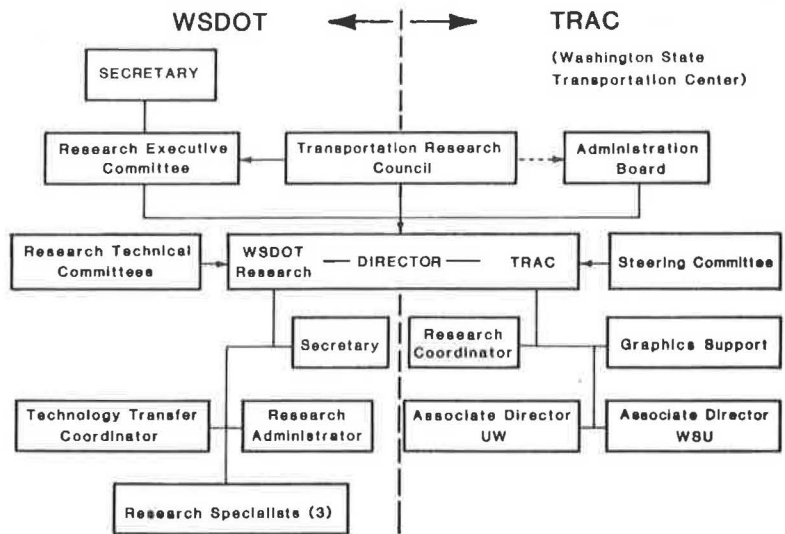 WSDOT
TRAC
(Washington State
Transportation Center)
SECRETARY
Research Executive
Committee
Transportation Research
Council
Administration
Board
Research Technical
Committees
WSDOT
Research
DIRECTOR
TRAC
Steering Committee
Secretary
Research
Coordinator
Graphics Support
Technology Transfer
Coordinator
Research
Administrator
Associate Director
UW
Associate Director
WSU
Research Specialists (3)